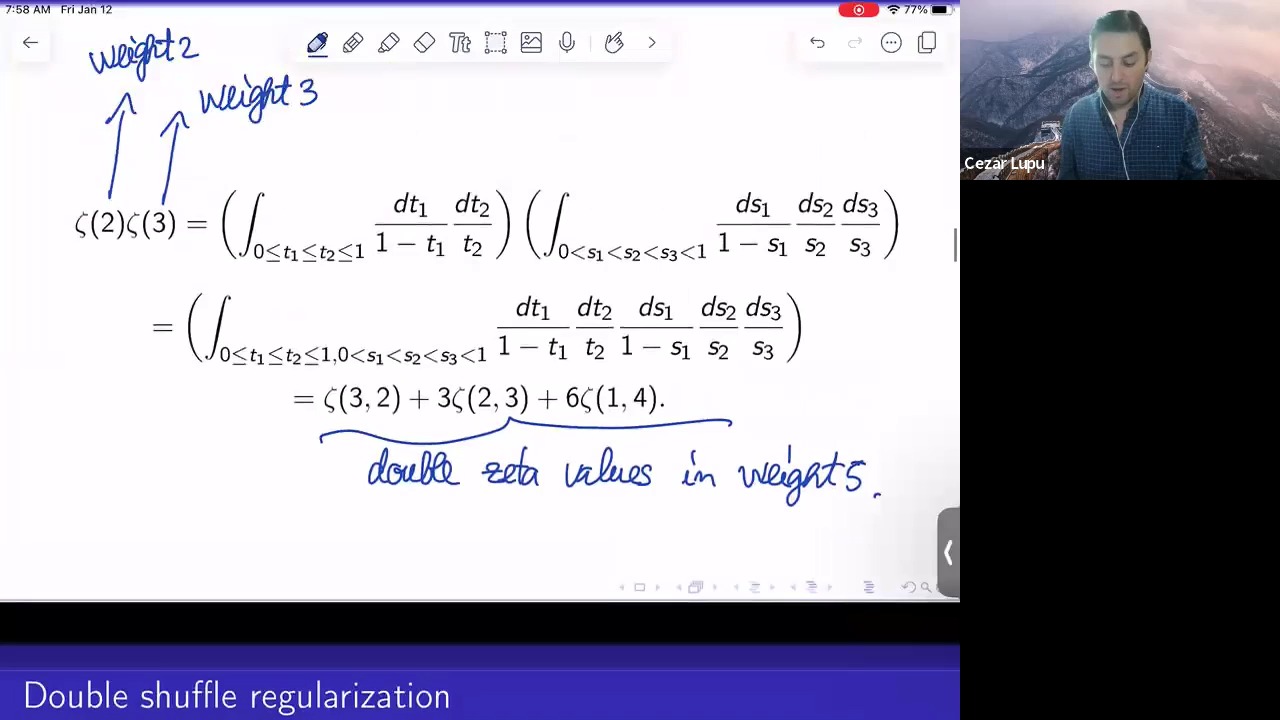 7:58 AM Fri Jan 12
77%
Tt
weight 2
weight 3
Cezar Lupu
ζ(2)ζ(3) = (∫_{0≤t₁≤t₂≤1} dt₁/(1 − t₁) dt₂/t₂) (∫_{0<s₁<s₂<s₃<1} ds₁/(1 − s₁) ds₂/s₂ ds₃/s₃)
= (∫_{0≤t₁≤t₂≤1,0<s₁<s₂<s₃<1} dt₁/(1 − t₁) dt₂/t₂ ds₁/(1 − s₁) ds₂/s₂ ds₃/s₃)
= ζ(3, 2) + 3ζ(2, 3) + 6ζ(1, 4).
double zeta values in weight 5.
Double shuffle regularization